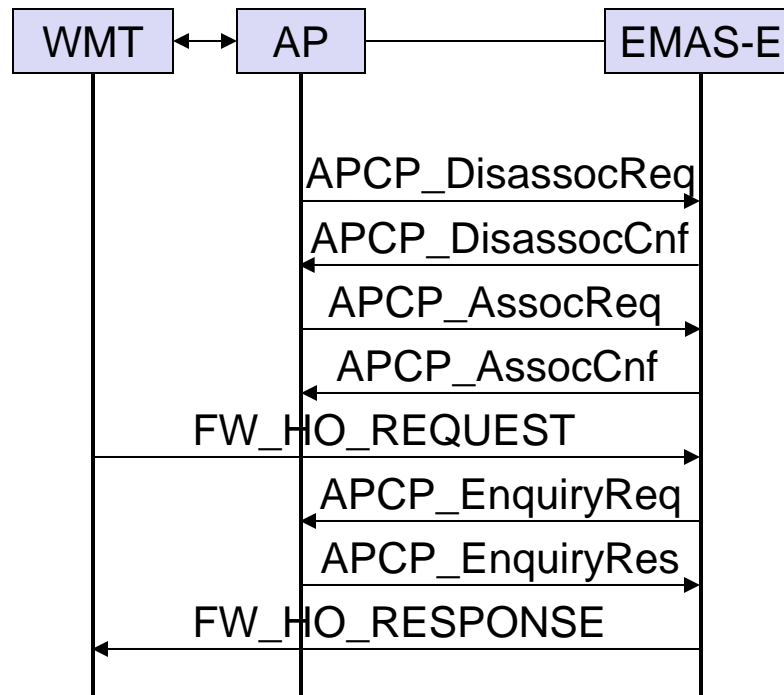 WMT AP EMAS-E
APCP_DisassocReq
APCP_DisassocCnf
APCP_AssocReq
APCP_AssocCnf
FW_HO_REQUEST
APCP_EnquiryReq
APCP_EnquiryRes
FW_HO_RESPONSE